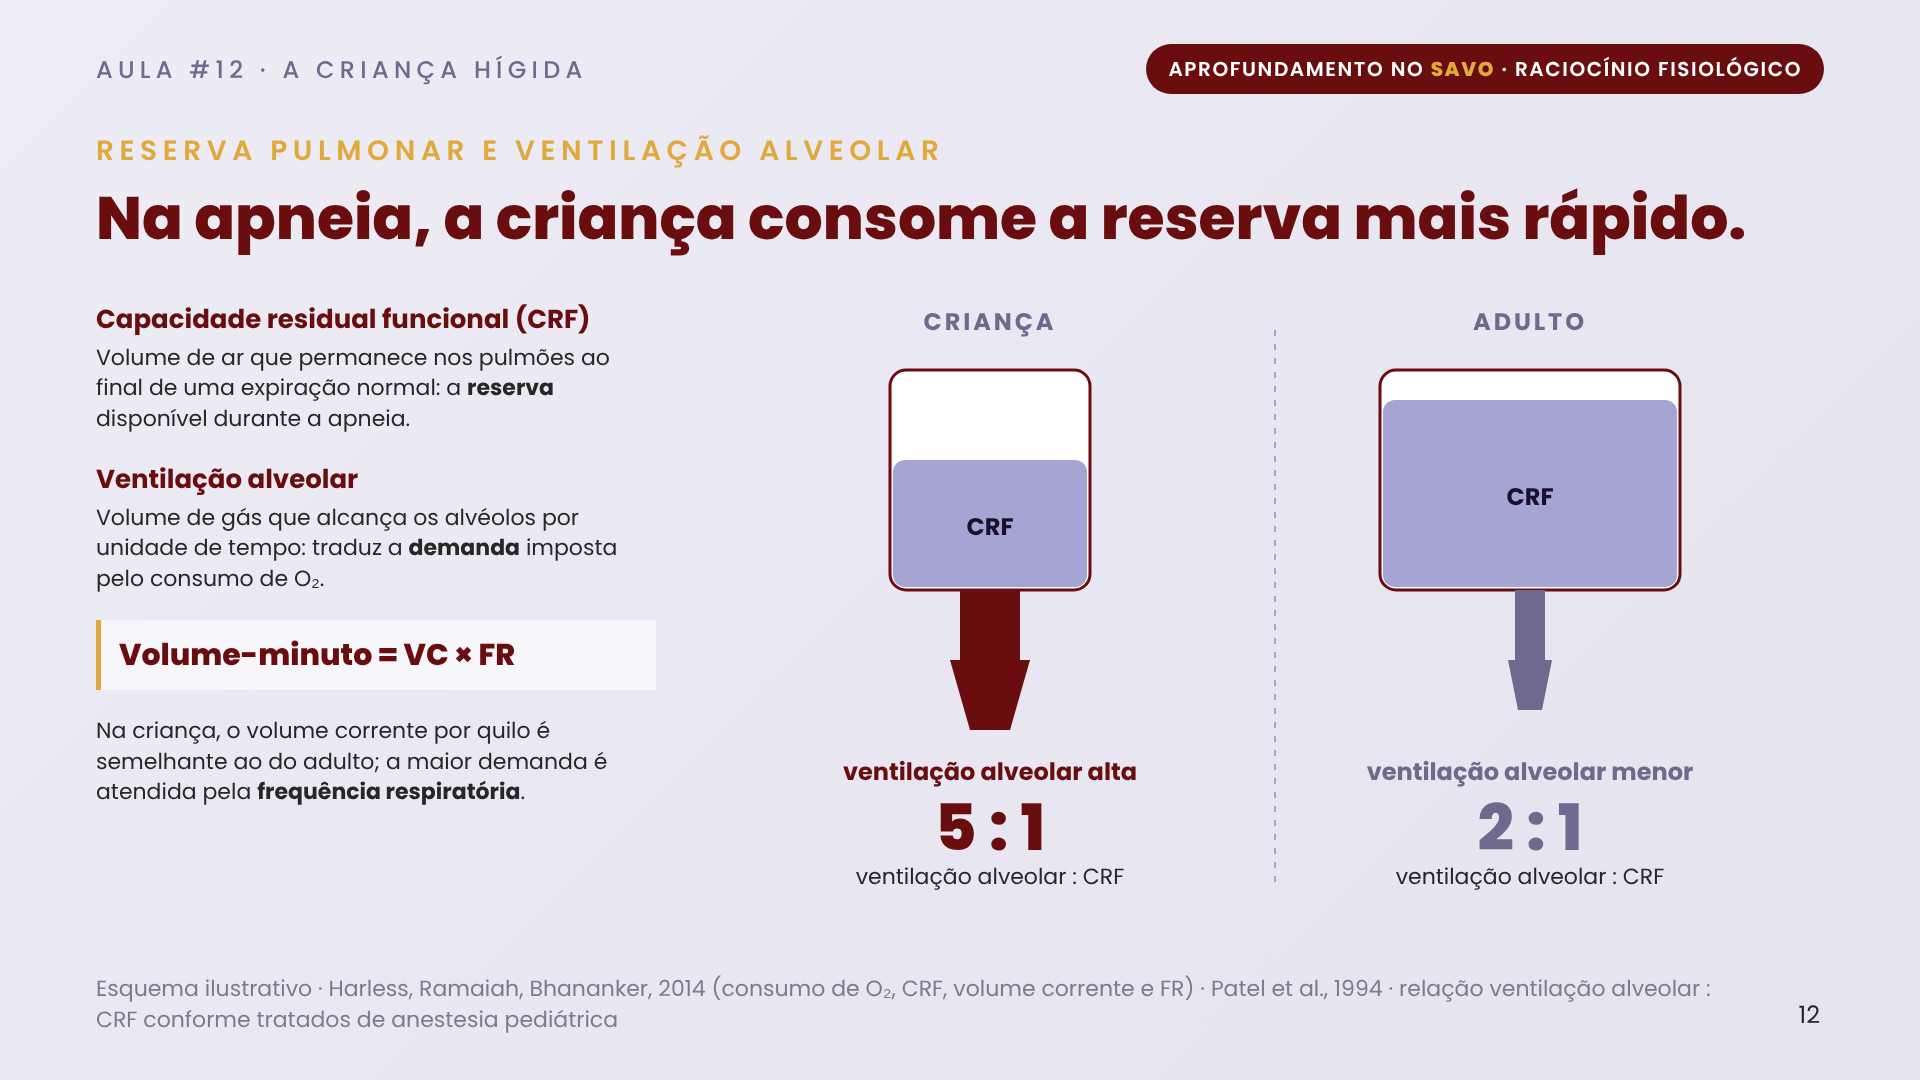 AULA #12 · A CRIANÇA HÍGIDA
APROFUNDAMENTO NO SAVO · RACIOCÍNIO FISIOLÓGICO
RESERVA PULMONAR E VENTILAÇÃO ALVEOLAR
Na apneia, a criança consome a reserva mais rápido.
Capacidade residual funcional (CRF)
Volume de ar que permanece nos pulmões ao
final de uma expiração normal: a reserva
disponível durante a apneia.
Ventilação alveolar
Volume de gás que alcança os alvéolos por
unidade de tempo: traduz a demanda imposta
pelo consumo de O₂.
Volume-minuto = VC × FR
Na criança, o volume corrente por quilo é
semelhante ao do adulto; a maior demanda é
atendida pela frequência respiratória.
CRIANÇA
CRF
ventilação alveolar alta
5 : 1
ventilação alveolar : CRF
ADULTO
CRF
ventilação alveolar menor
2 : 1
ventilação alveolar : CRF
Esquema ilustrativo · Harless, Ramaiah, Bhananker, 2014 (consumo de O₂, CRF, volume corrente e FR) · Patel et al., 1994 · relação ventilação alveolar :
CRF conforme tratados de anestesia pediátrica
12